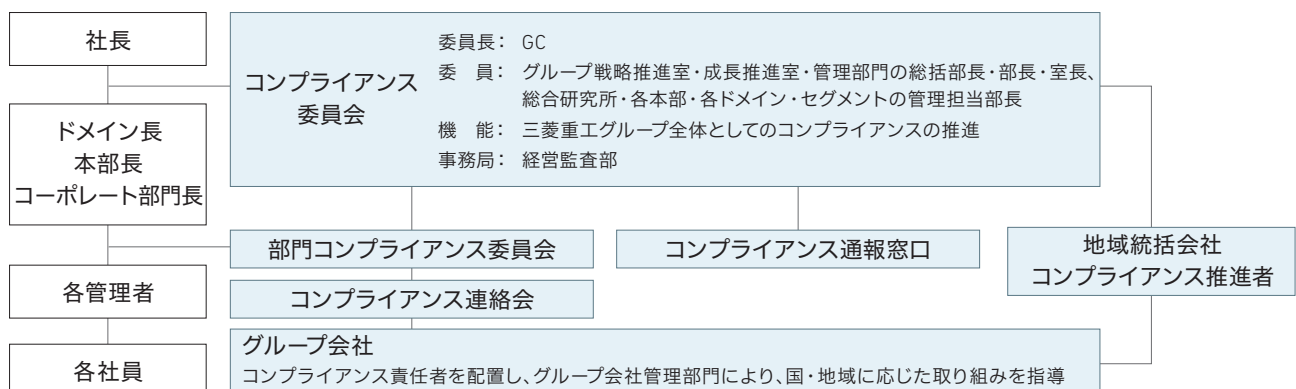 社長
ドメイン長
本部長
コーポレート部門長
各管理者
各社員
コンプライアンス
委員会
委員長： GC
委　員： グループ戦略推進室・成長推進室・管理部門の総括部長・部長・室長、
総合研究所・各本部・各ドメイン・セグメントの管理担当部長
機　能： 三菱重工グループ全体としてのコンプライアンスの推進
事務局： 経営監査部
部門コンプライアンス委員会
コンプライアンス通報窓口
地域統括会社
コンプライアンス推進者
コンプライアンス連絡会
グループ会社
コンプライアンス責任者を配置し、グループ会社管理部門により、国・地域に応じた取り組みを指導